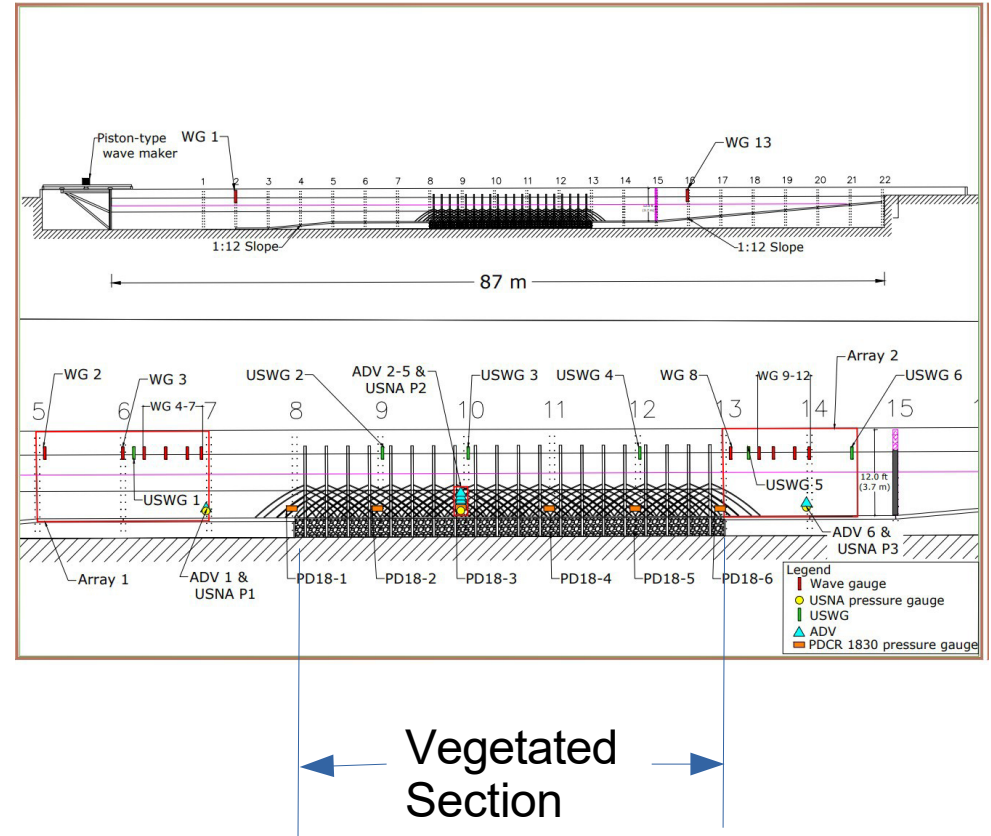 Piston-type
wave maker
WG 1
WG 13
1 2 3 4 5 6 7 8 9 10 11 12 13 14 15 16 17 18 19 20 21 22
1:12 Slope
1:12 Slope
87 m
Array 2
WG 2
WG 3
USWG 2
ADV 2-5 &
USNA P2
USWG 3
USWG 4
WG 8
WG 9-12
USWG 6
WG 4-7
5 6 7 8 9 10 11 12 13 14 15
USWG 1
USWG 5
12.0 ft
(3.7 m)
Array 1
ADV 1 &
USNA P1
PD18-1
PD18-2
PD18-3
PD18-4
PD18-5
PD18-6
ADV 6 &
USNA P3
Legend
Wave gauge
USNA pressure gauge
USWG
ADV
PDCR 1830 pressure gauge
Vegetated
Section